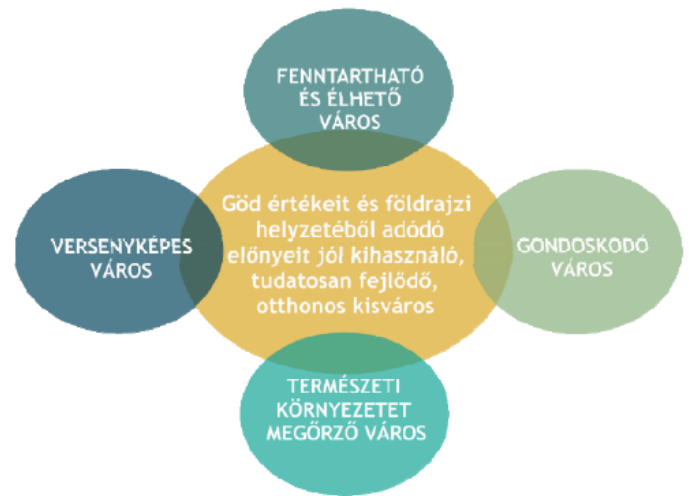 FENNTARTHATÓ
ÉS ÉLHETŐ
VÁROS
VERSENYKÉPES
VÁROS
Göd értékeit és földrajzi
helyzetéből adódó
előnyeit jól kihasználó,
tudatosan fejlődő,
otthonos kisváros
GONDOSKODÓ
VÁROS
TERMÉSZETI
KÖRNYEZETET
MEGŐRZŐ VÁROS